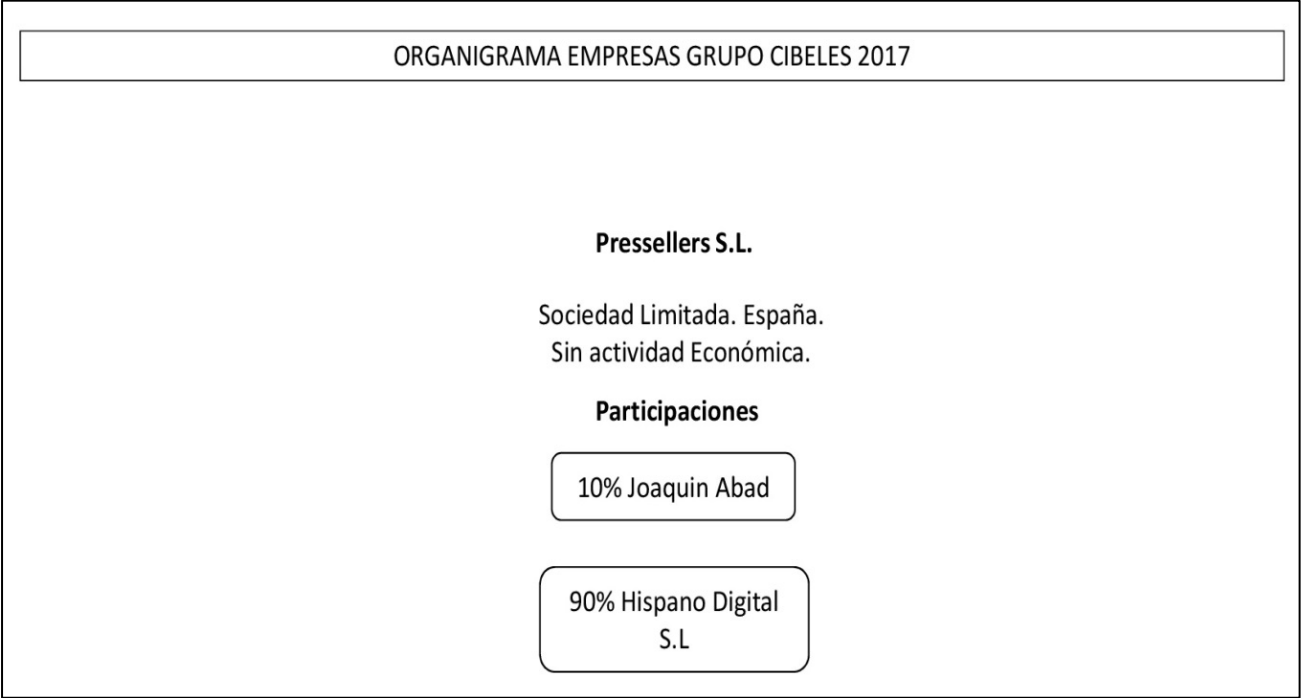 ORGANIGRAMA EMPRESAS GRUPO CIBELES 2017
Pressellers S.L.
Sociedad Limitada. España.
Sin actividad Económica.
Participaciones
10% Joaquin Abad
90% Hispano Digital
S.L